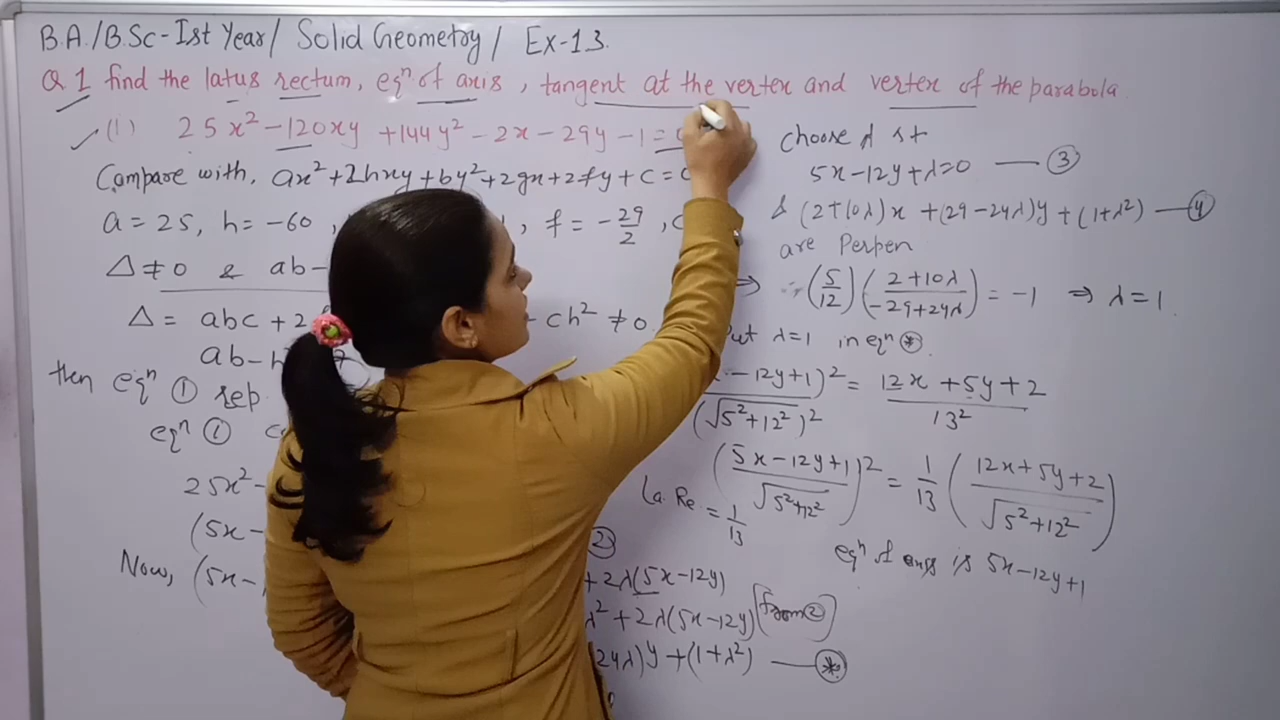 B.A./B.Sc-Ist Year/ Solid Geometry/ Ex-13.
Q 1 find the latus rectum, eqⁿ of axis, tangent at the vertex and vertex of the parabola
(1) 25x² - 120xy + 144y² - 2x - 29y - 1 =
Compare with, ax² + 2hxy + by² + 2gx + 2fy + c =
a = 25, h = -60 , f = -29/2 , c
Δ ≠ 0 & ab-
Δ = abc + 2 - ch² ≠ 0
ab - h
then eqⁿ ① rep
eqⁿ ①
25x² -
(5x - ②
Now, (5x - + 2λ(5x-12y)
λ² + 2λ(5x-12y) [from②]
24λ)y + (1+λ²) — ⊛
choose λ st
5x - 12y + λ = 0 — ③
& (2+10λ)x + (29-24λ)y + (1+λ²) — ④
are Perpen
⇒ (5/12) (2+10λ/-29+24λ) = -1 ⇒ λ = 1
Put λ=1 in eqⁿ ⊛.
- 12y+1)²/(√5²+12²)² = 12x + 5y + 2/13²
(5x-12y+1/√5²+12²)² = 1/13 (12x+5y+2/√5²+12²)
La. Re. = 1/13
eqⁿ of axis is 5x-12y+1